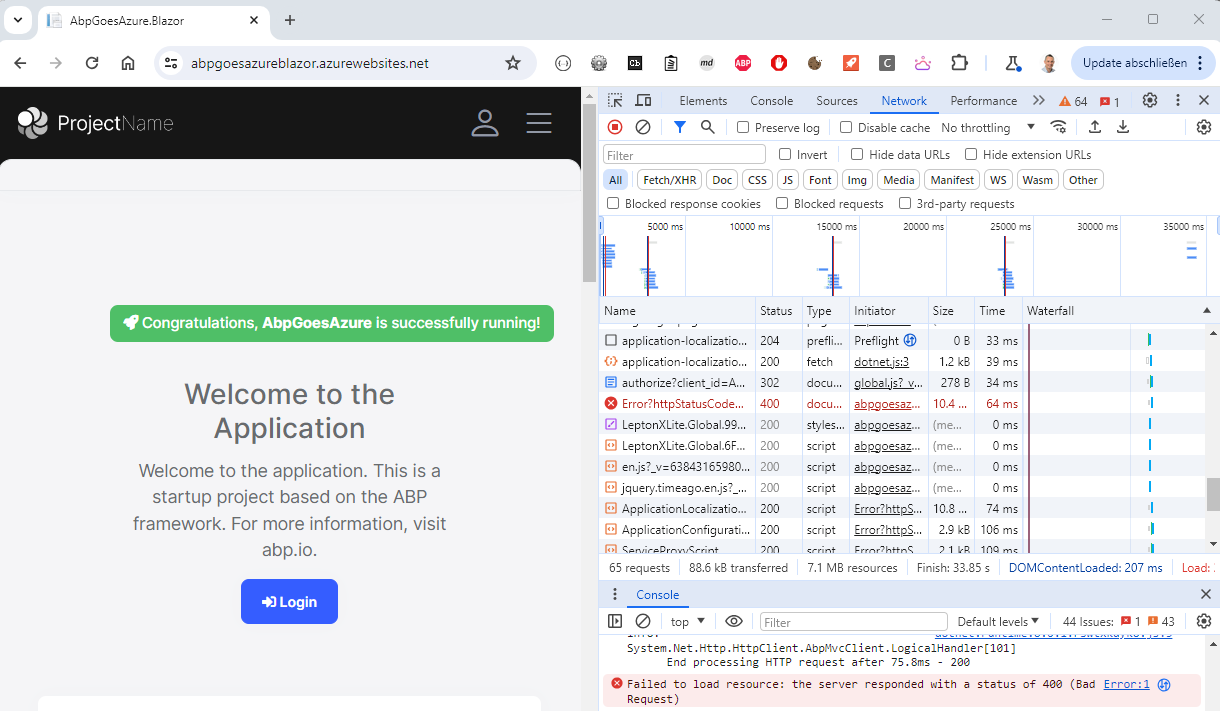 AbpGoesAzure.Blazor
abpgoesazureblazor.azurewebsites.net
Cb
md
ABP
C
Update abschließen
ProjectName
Congratulations, AbpGoesAzure is successfully running!
Welcome to the
Application
Welcome to the application. This is a
startup project based on the ABP
framework. For more information, visit
abp.io.
Login
Elements Console Sources Network Performance 64 1
Preserve log Disable cache No throttling
Filter Invert Hide data URLs Hide extension URLs
All Fetch/XHR Doc CSS JS Font Img Media Manifest WS Wasm Other
Blocked response cookies Blocked requests 3rd-party requests
5000 ms 10000 ms 15000 ms 20000 ms 25000 ms 30000 ms 35000 ms
Name Status Type Initiator Size Time Waterfall
application-localizatio... 204 prefli... Preflight 0 B 33 ms
application-localizatio... 200 fetch dotnet.js:3 1.2 kB 39 ms
authorize?client_id=A... 302 docu... global.js?_v... 278 B 34 ms
Error?httpStatusCode... 400 docu... abpgoesaz... 10.4 ... 64 ms
LeptonXLite.Global.99... 200 styles... abpgoesaz... (me... 0 ms
LeptonXLite.Global.6F... 200 script abpgoesaz... (me... 0 ms
en.js?_v=63843165980... 200 script abpgoesaz... (me... 0 ms
jquery.timeago.en.js?_... 200 script abpgoesaz... (me... 0 ms
ApplicationLocalizatio... 200 script Error?httpS... 10.8 ... 74 ms
ApplicationConfigurati... 200 script Error?httpS... 2.9 kB 106 ms
ServiceProxyScript 200 script Error?httpS 2.1 kB 109 ms
65 requests 88.6 kB transferred 7.1 MB resources Finish: 33.85 s DOMContentLoaded: 207 ms Load:
Console
top Filter Default levels 44 Issues: 1 43
System.Net.Http.HttpClient.AbpMvcClient.LogicalHandler[101]
End processing HTTP request after 75.8ms - 200
Failed to load resource: the server responded with a status of 400 (Bad Error:1
Request)